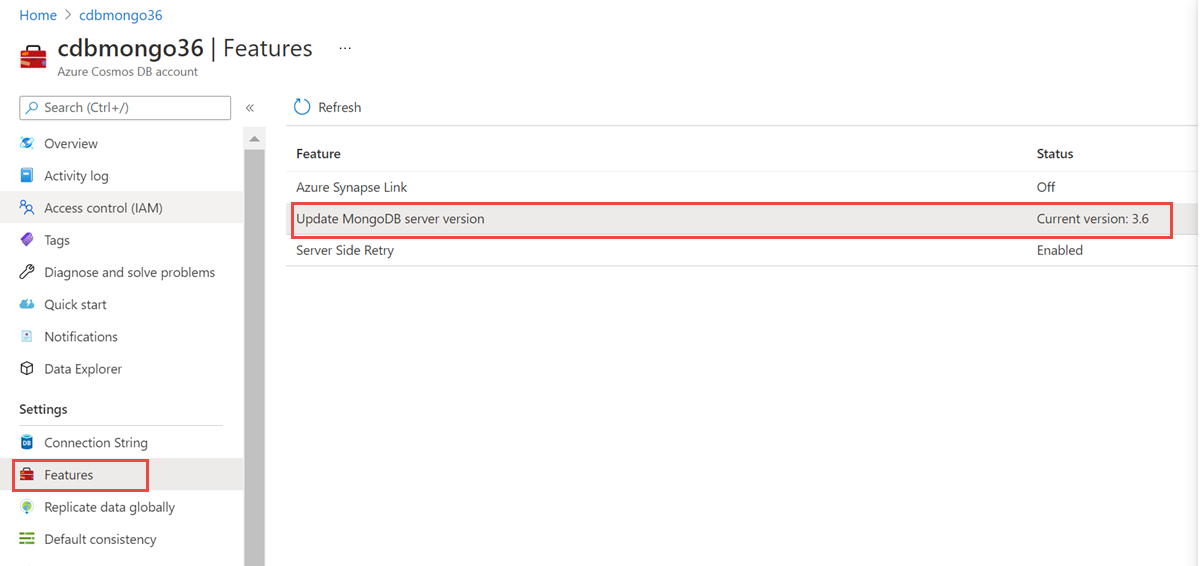 Home > cdbmongo36
cdbmongo36 | Features ...
Azure Cosmos DB account
Search (Ctrl+/)
«
Refresh
Overview
Activity log
Access control (IAM)
Tags
Diagnose and solve problems
Quick start
Notifications
Data Explorer
Settings
Connection String
Features
Replicate data globally
Default consistency
Feature Status
Azure Synapse Link Off
Update MongoDB server version Current version: 3.6
Server Side Retry Enabled